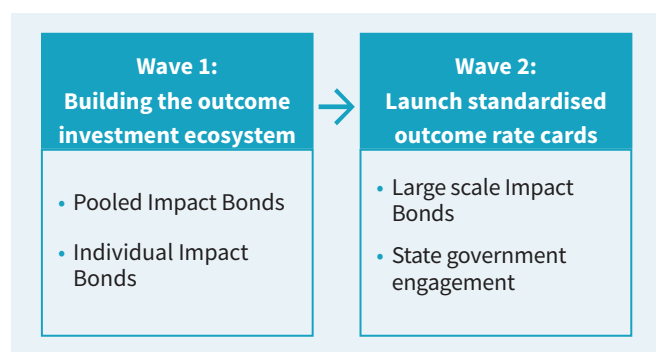 Wave 1:
Building the outcome
investment ecosystem
• Pooled Impact Bonds
• Individual Impact
Bonds
Wave 2:
Launch standardised
outcome rate cards
• Large scale Impact
Bonds
• State government
engagement